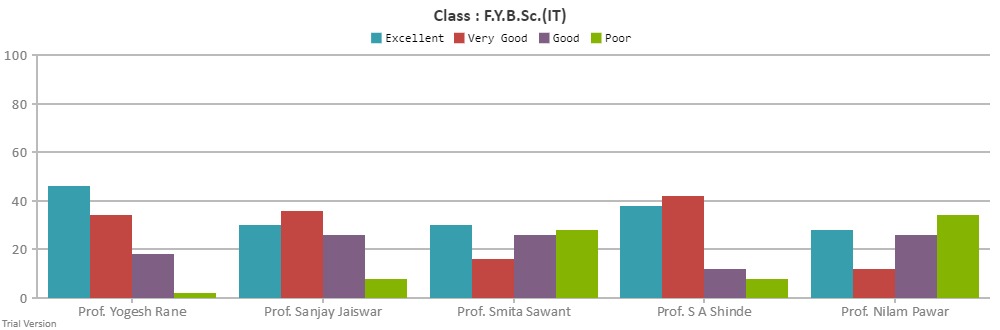 Class : F.Y.B.Sc.(IT)
Excellent Very Good Good Poor
100
80
60
40
20
0
Prof. Yogesh Rane Prof. Sanjay Jaiswar Prof. Smita Sawant Prof. S A Shinde Prof. Nilam Pawar
Trial Version